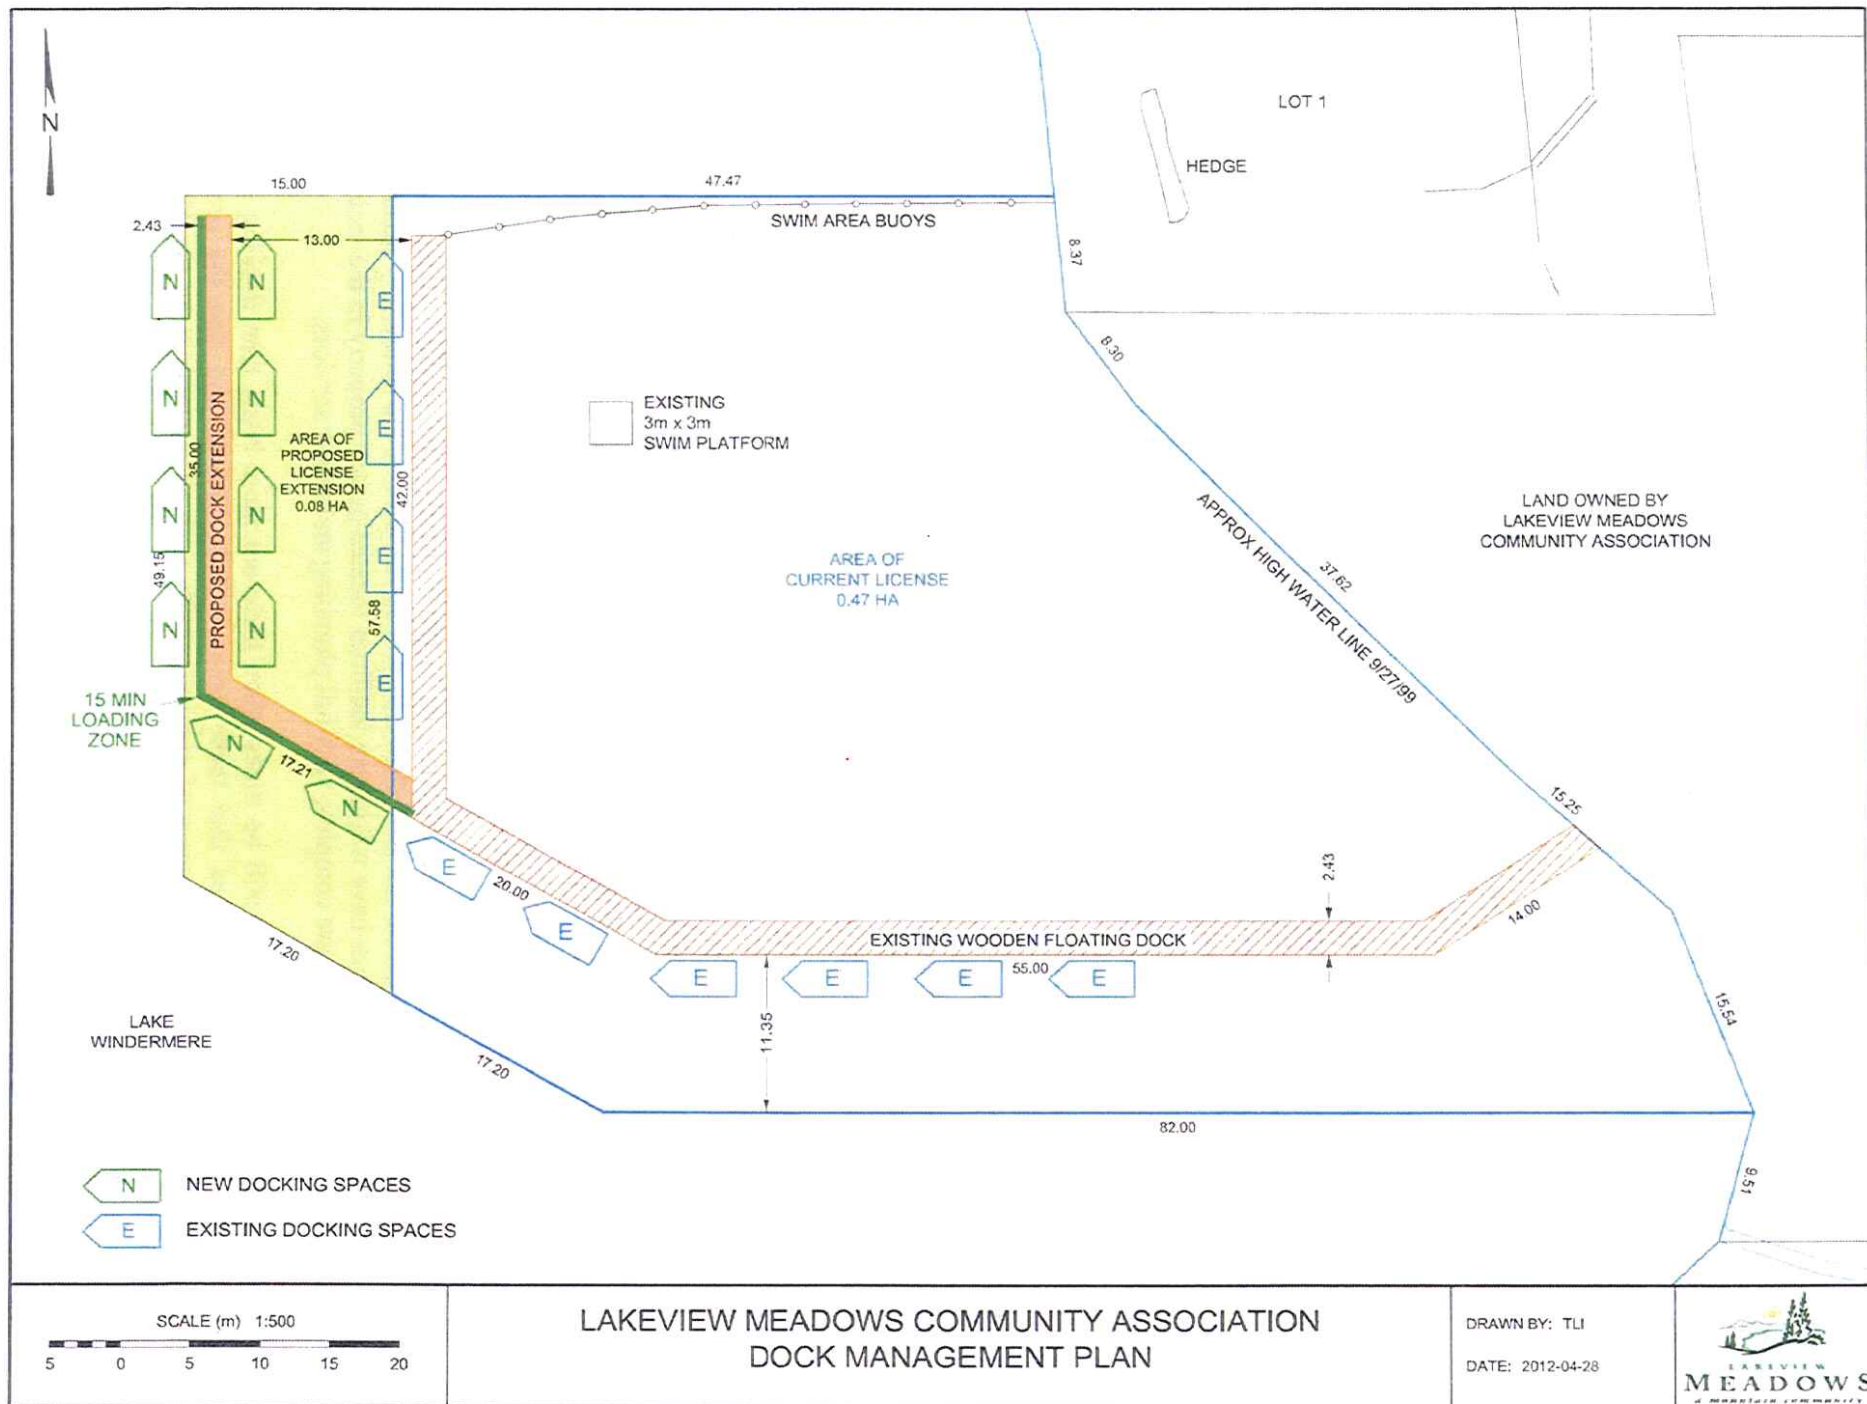 N
LOT 1
HEDGE
15.00
47.47
2.43
13.00
SWIM AREA BUOYS
8.37
8.30
N
N
E
N
N
E
N
N
E
N
N
E
EXISTING
3m x 3m
SWIM PLATFORM
PROPOSED DOCK EXTENSION
35.00
49.15
AREA OF
PROPOSED
LICENSE
EXTENSION
0.08 HA
42.00
57.58
AREA OF
CURRENT LICENSE
0.47 HA
APPROX HIGH WATER LINE 9/27/99
37.62
LAND OWNED BY
LAKEVIEW MEADOWS
COMMUNITY ASSOCIATION
15 MIN
LOADING
ZONE
N
17.21
N
E
20.00
E
15.25
2.43
14.00
EXISTING WOODEN FLOATING DOCK
55.00
E
E
E
E
11.35
17.20
17.20
15.54
LAKE
WINDERMERE
82.00
9.51
N
NEW DOCKING SPACES
E
EXISTING DOCKING SPACES
SCALE (m) 1:500
5 0 5 10 15 20
LAKEVIEW MEADOWS COMMUNITY ASSOCIATION
DOCK MANAGEMENT PLAN
DRAWN BY: TLI
DATE: 2012-04-28
LAKEVIEW
MEADOWS
a mountain community